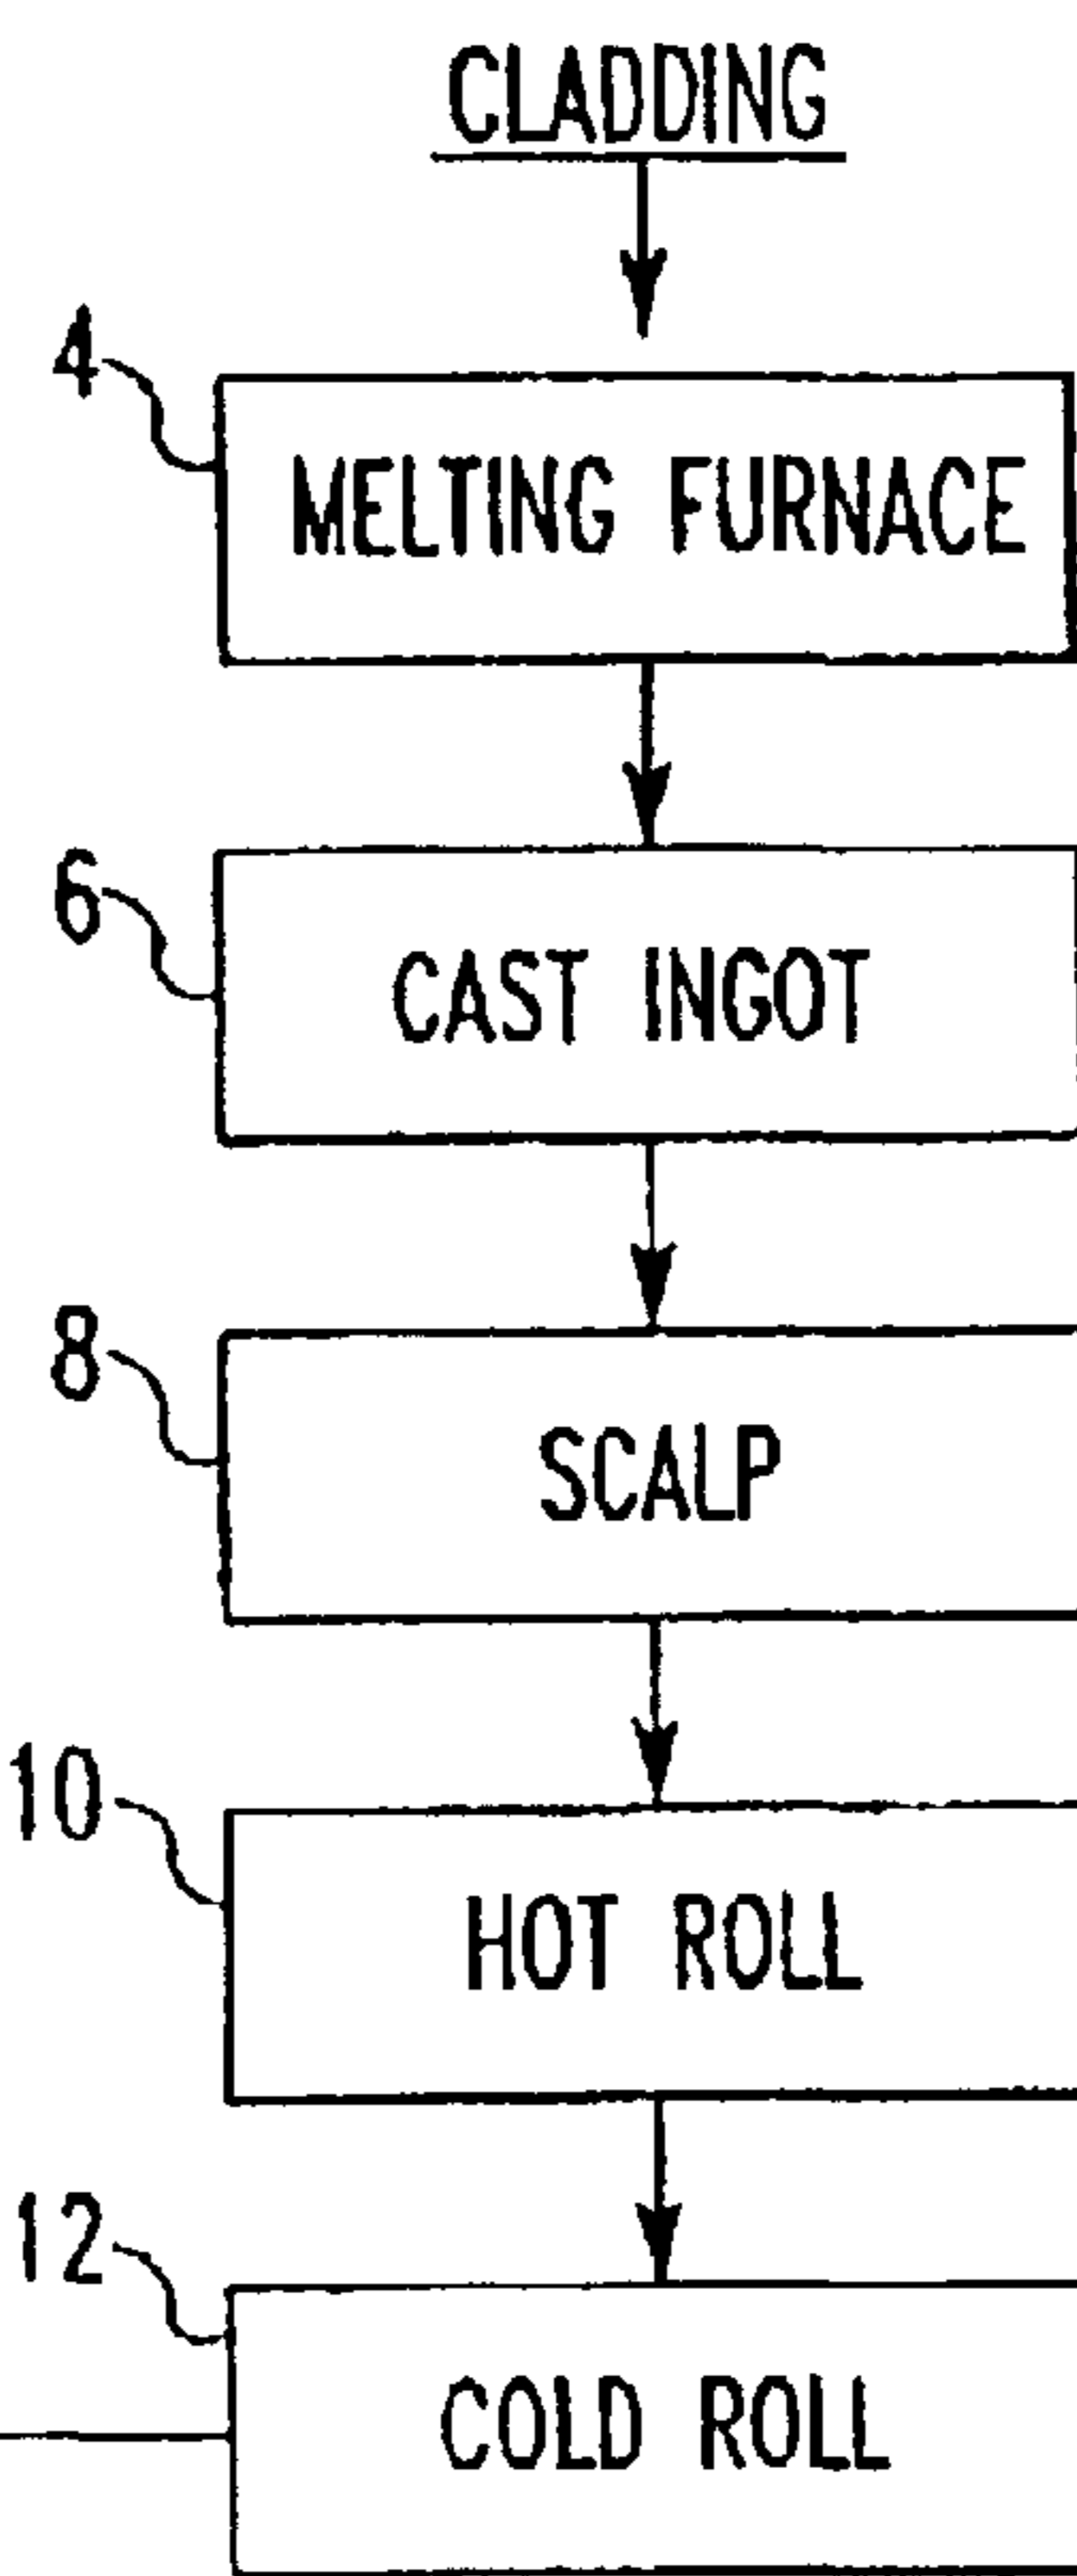 CLADDING
4
MELTING FURNACE
6
CAST INGOT
8
SCALP
10
HOT ROLL
12
COLD ROLL